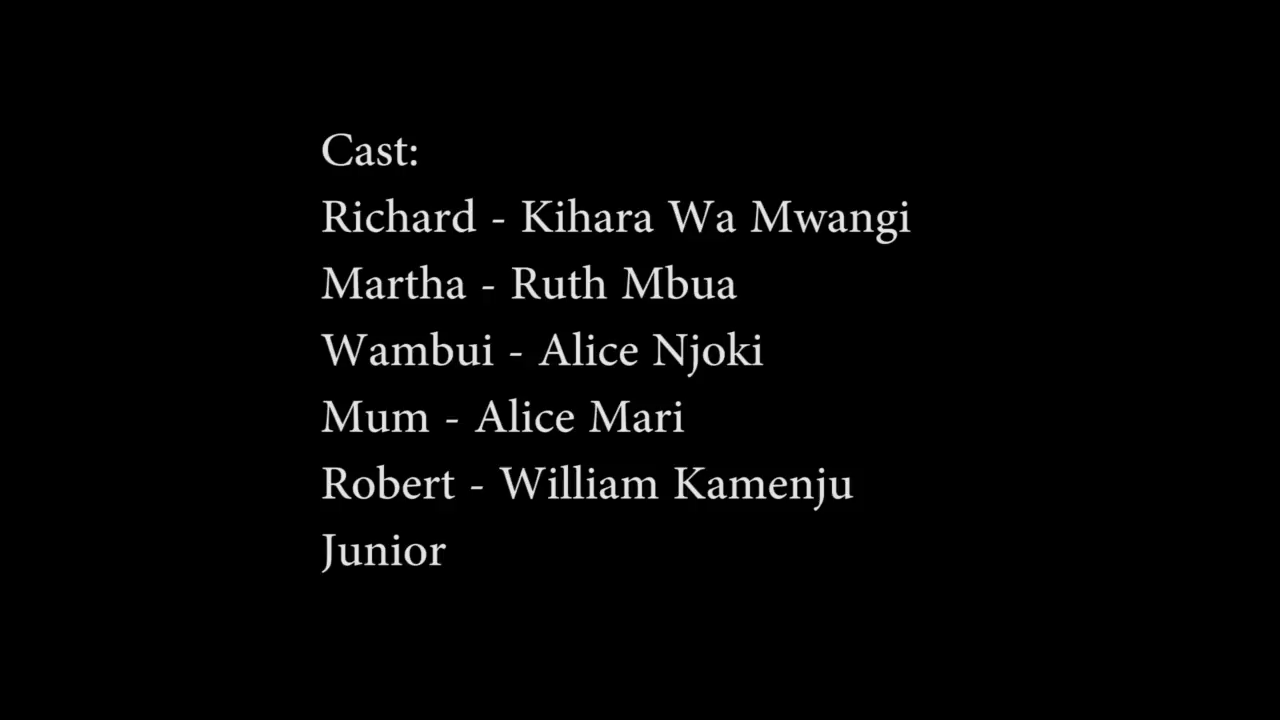 Cast:
Richard - Kihara Wa Mwangi
Martha - Ruth Mbua
Wambui - Alice Njoki
Mum - Alice Mari
Robert - William Kamenju
Junior